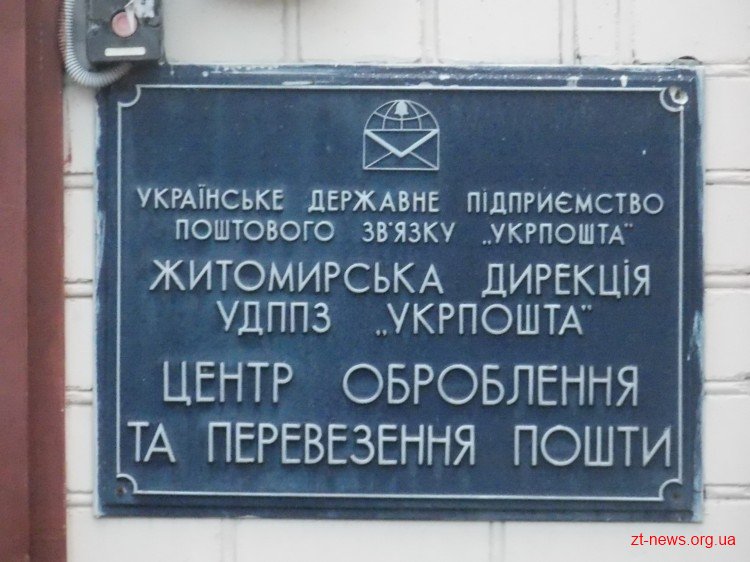 УКРАЇНСЬКЕ ДЕРЖАВНЕ ПІДПРИЄМСТВО
ПОШТОВОГО ЗВ'ЯЗКУ „УКРПОШТА"
ЖИТОМИРСЬКА ДИРЕКЦІЯ
УДППЗ „УКРПОШТА"
ЦЕНТР ОБРОБЛЕННЯ
ТА ПЕРЕВЕЗЕННЯ ПОШТИ
zt-news.org.ua